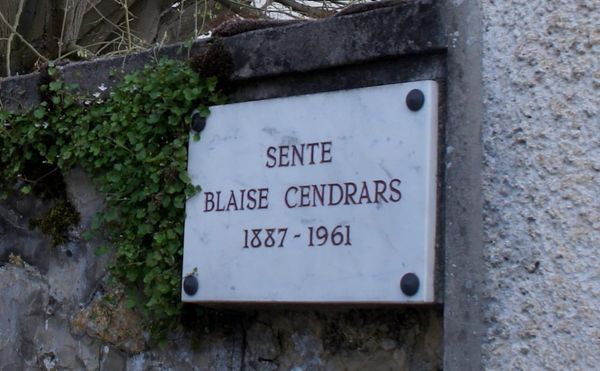 SENTE
BLAISE CENDRARS
1887-1961